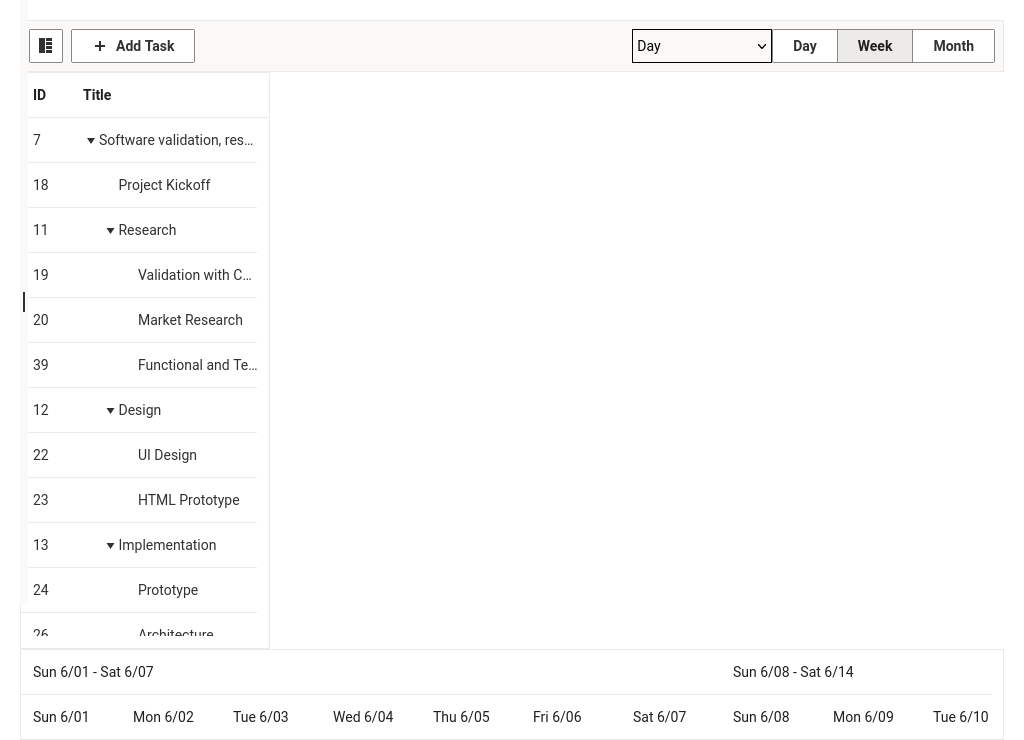 Add Task Day Day Week Month
ID Title
7 Software validation, res...
18 Project Kickoff
11 Research
19 Validation with C...
20 Market Research
39 Functional and Te...
12 Design
22 UI Design
23 HTML Prototype
13 Implementation
24 Prototype
26 Architecture
Sun 6/01 - Sat 6/07 Sun 6/08 - Sat 6/14
Sun 6/01 Mon 6/02 Tue 6/03 Wed 6/04 Thu 6/05 Fri 6/06 Sat 6/07 Sun 6/08 Mon 6/09 Tue 6/10